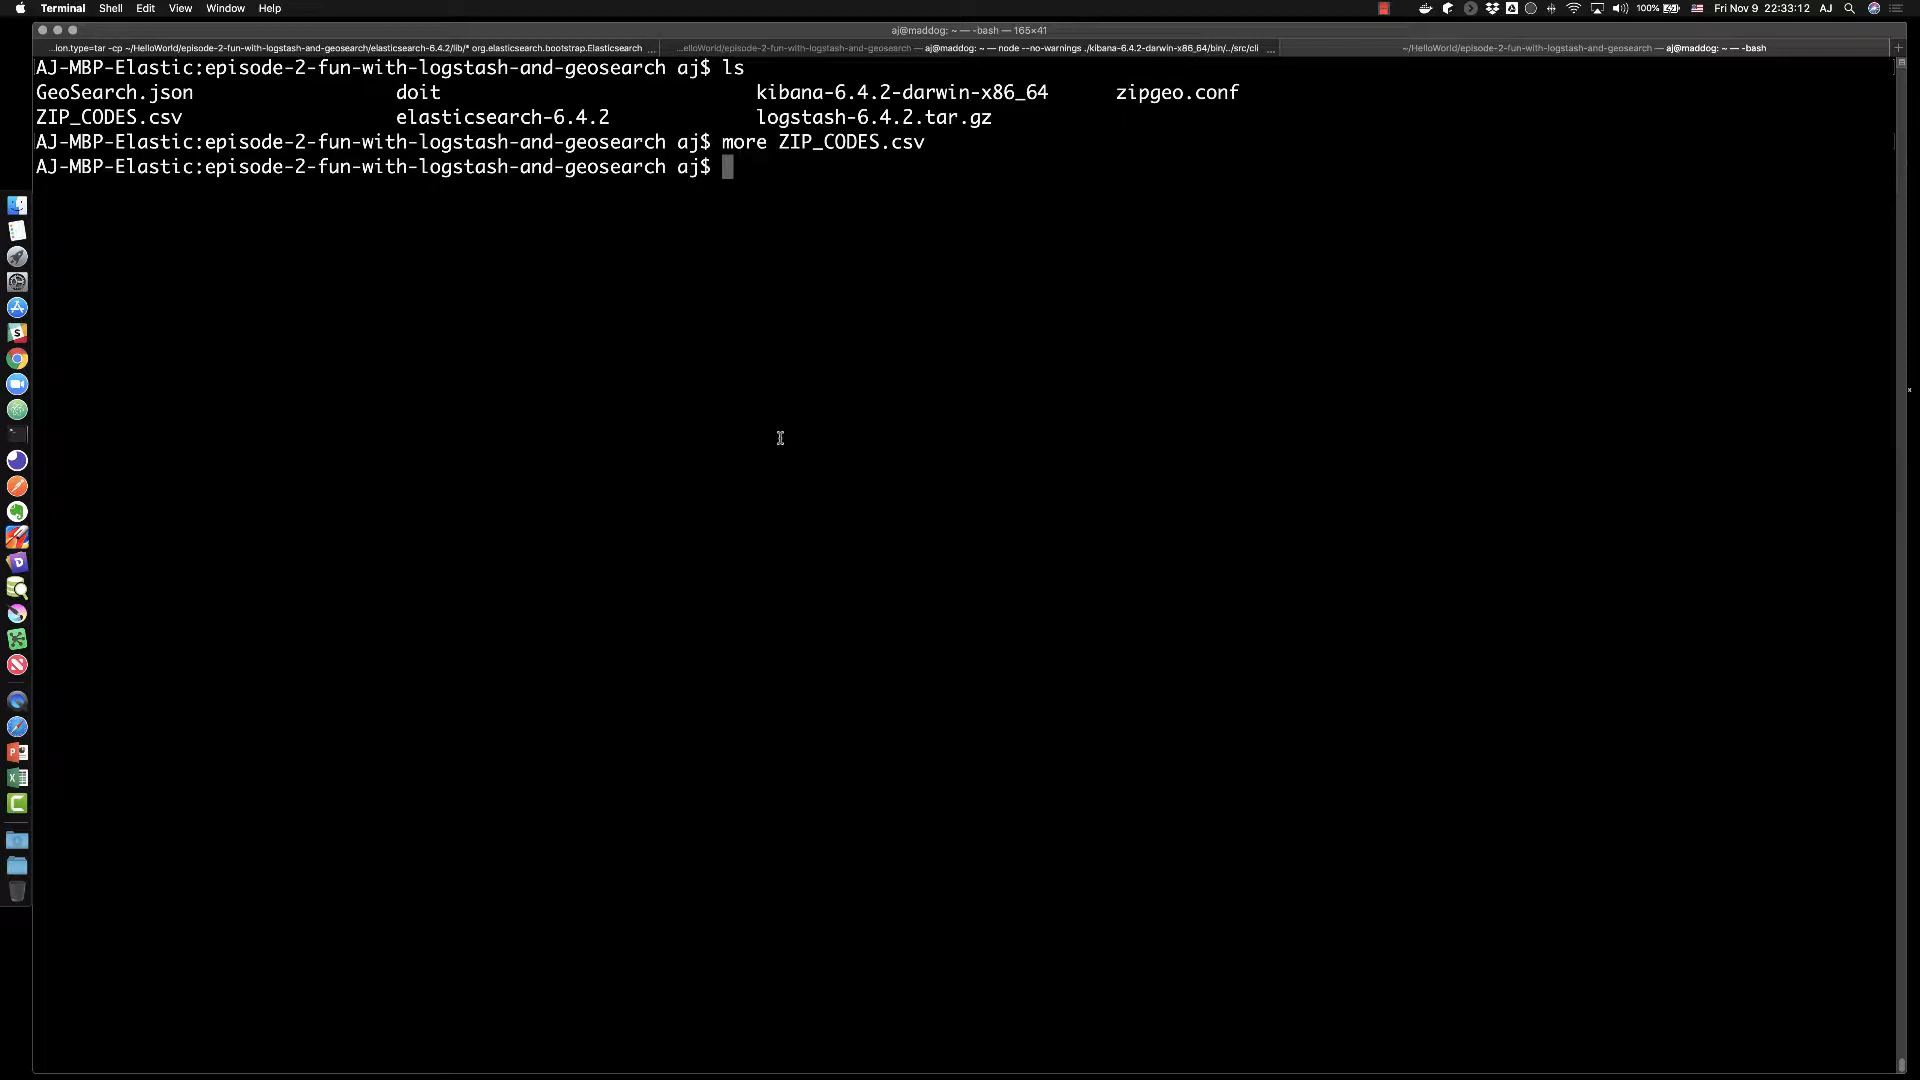 Terminal Shell Edit View Window Help 100% Fri Nov 9 22:33:12 AJ
aj@maddog: ~ — -bash — 165×41
...ion.type=tar -cp ~/HelloWorld/episode-2-fun-with-logstash-and-geosearch/elasticsearch-6.4.2/lib/* org.elasticsearch.bootstrap.Elasticsearch ...
...elloWorld/episode-2-fun-with-logstash-and-geosearch — aj@maddog: ~ — node --no-warnings ./kibana-6.4.2-darwin-x86_64/bin/../src/cli ...
~/HelloWorld/episode-2-fun-with-logstash-and-geosearch — aj@maddog: ~ — -bash +
AJ-MBP-Elastic:episode-2-fun-with-logstash-and-geosearch aj$ ls
GeoSearch.json doit kibana-6.4.2-darwin-x86_64 zipgeo.conf
ZIP_CODES.csv elasticsearch-6.4.2 logstash-6.4.2.tar.gz
AJ-MBP-Elastic:episode-2-fun-with-logstash-and-geosearch aj$ more ZIP_CODES.csv
AJ-MBP-Elastic:episode-2-fun-with-logstash-and-geosearch aj$